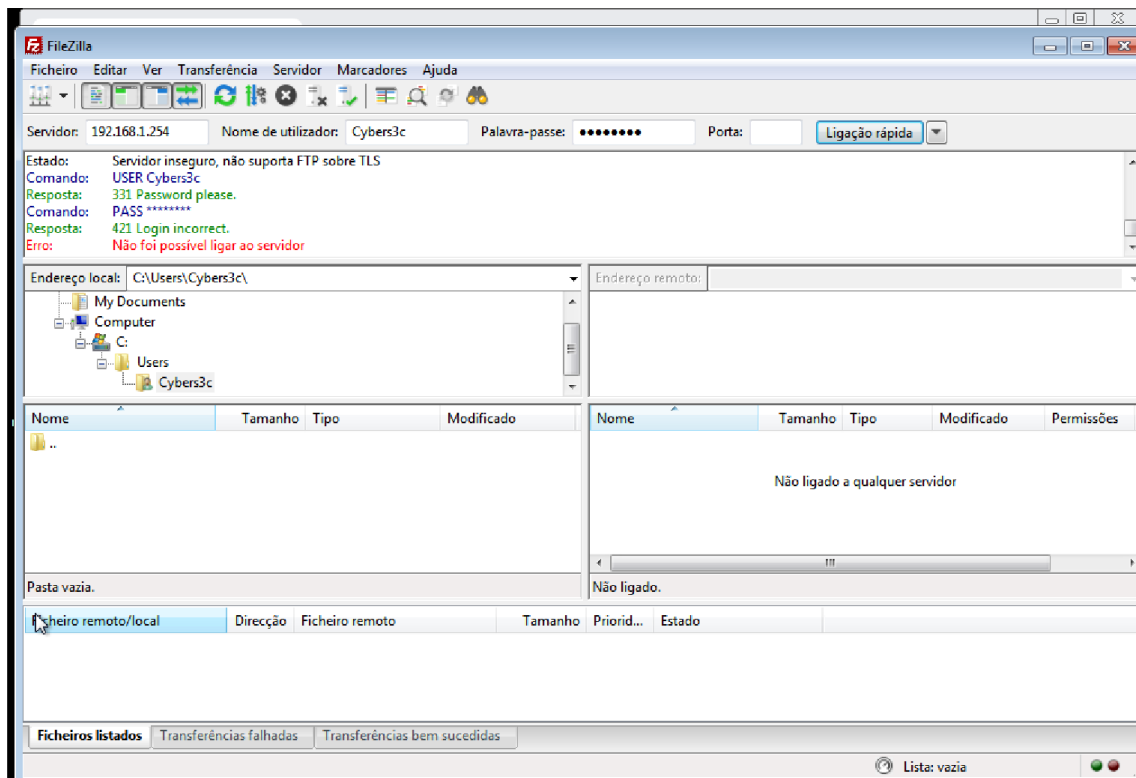 FileZilla
Ficheiro Editar Ver Transferência Servidor Marcadores Ajuda
Servidor: 192.168.1.254 Nome de utilizador: Cybers3c Palavra-passe: ●●●●●●●● Porta: Ligação rápida
Estado: Servidor inseguro, não suporta FTP sobre TLS
Comando: USER Cybers3c
Resposta: 331 Password please.
Comando: PASS ********
Resposta: 421 Login incorrect.
Erro: Não foi possível ligar ao servidor
Endereço local: C:\Users\Cybers3c\ Endereço remoto:
My Documents
Computer
C:
Users
Cybers3c
Nome Tamanho Tipo Modificado Nome Tamanho Tipo Modificado Permissões
..
Não ligado a qualquer servidor
Pasta vazia. Não ligado.
Ficheiro remoto/local Direcção Ficheiro remoto Tamanho Priorid... Estado
Ficheiros listados Transferências falhadas Transferências bem sucedidas
Lista: vazia